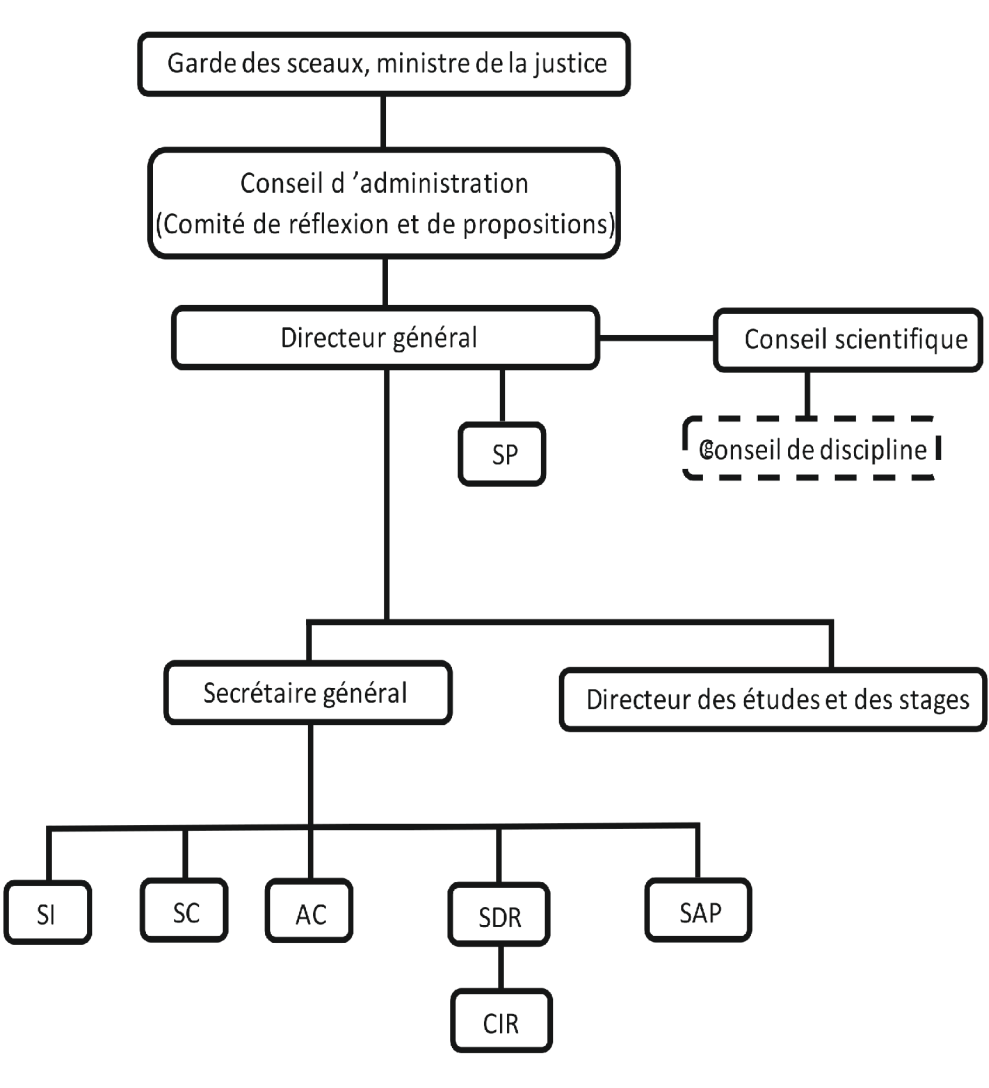 Garde des sceaux, ministre de la justice
Conseil d ’administration
(Comité de réflexion et de propositions)
Directeur général
Conseil scientifique
SP
Conseil de discipline
Secrétaire général
Directeur des études et des stages
SI
SC
AC
SDR
SAP
CIR